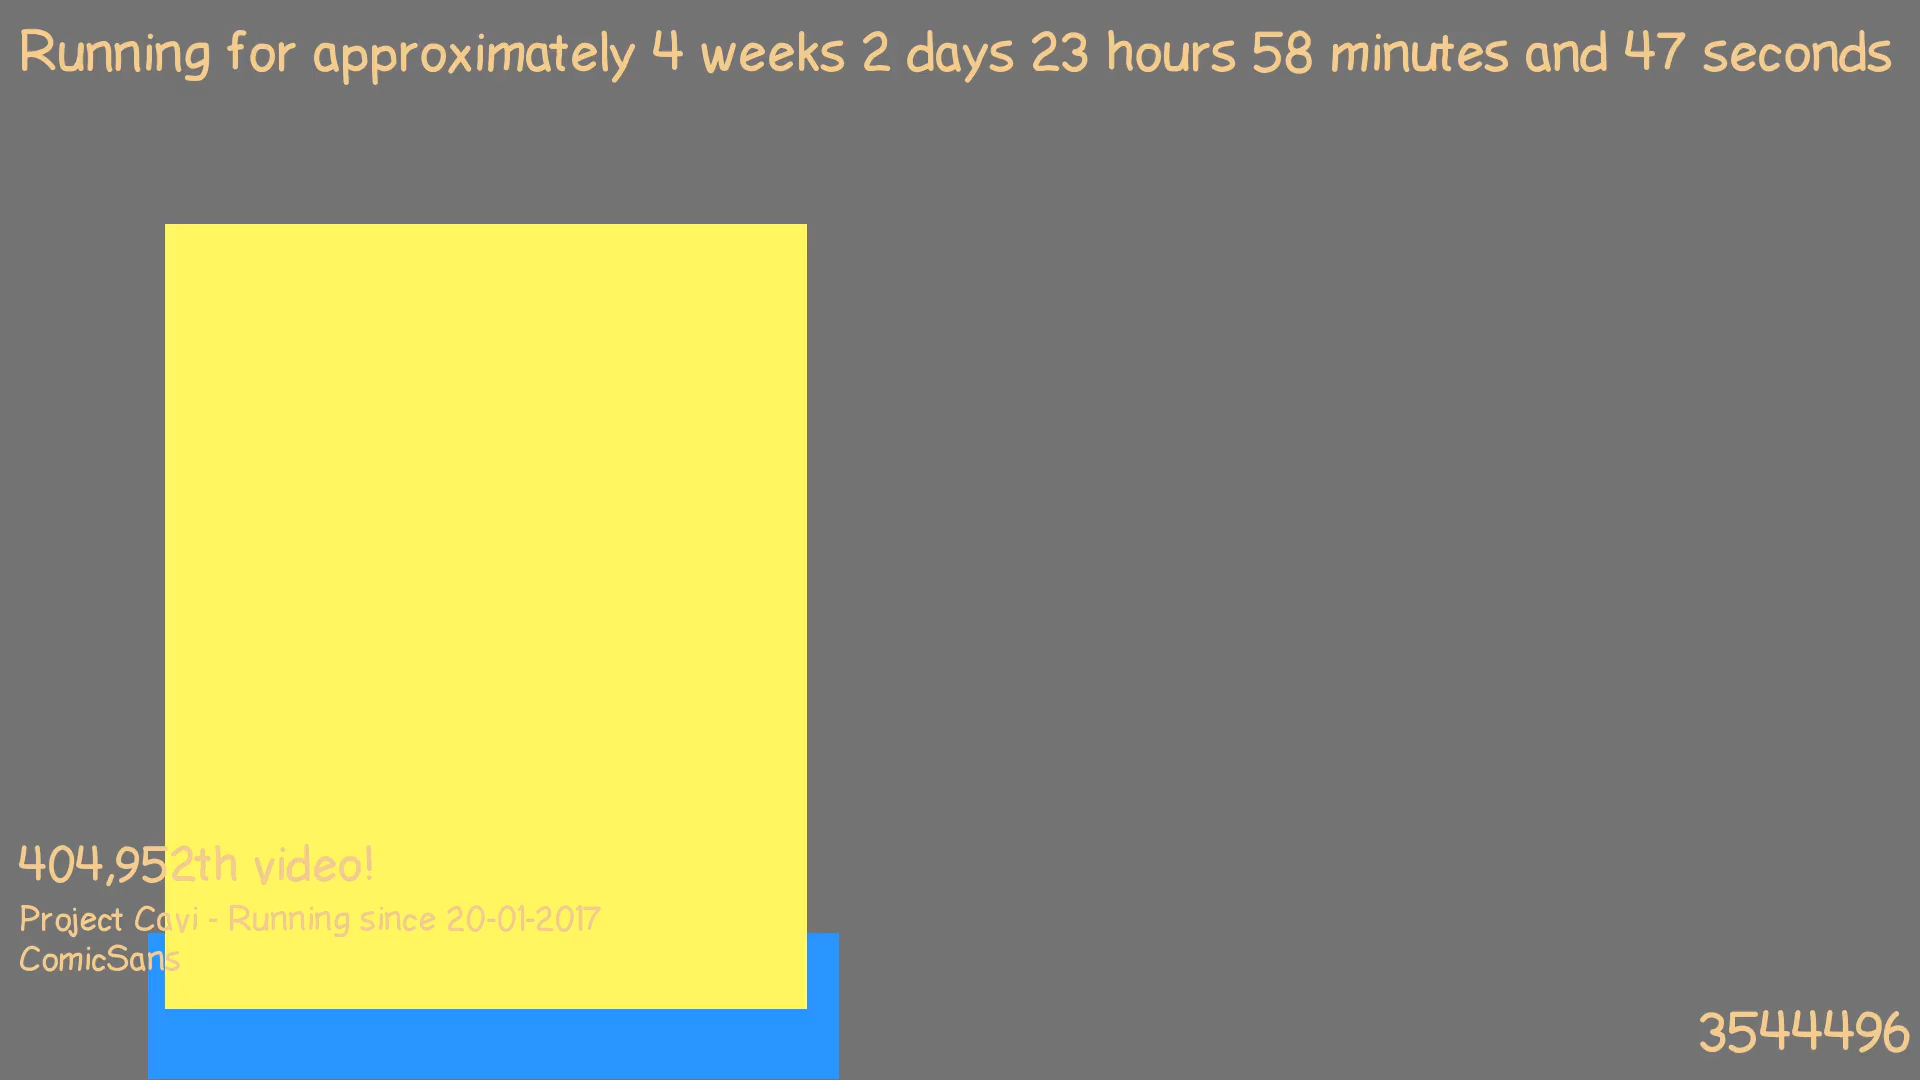 Running for approximately 4 weeks 2 days 23 hours 58 minutes and 47 seconds
404,952th video!
Project Cavi - Running since 20-01-2017
ComicSans
3544496